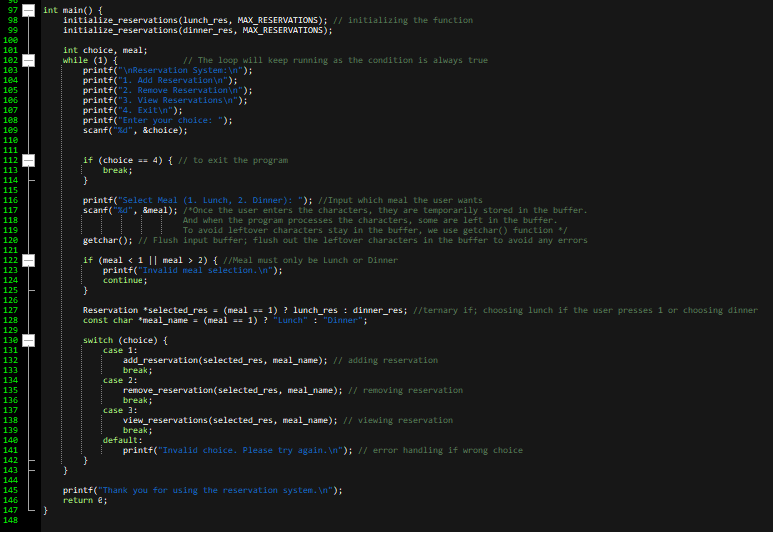 97 int main() {
98 initialize_reservations(lunch_res, MAX_RESERVATIONS); // initializing the function
99 initialize_reservations(dinner_res, MAX_RESERVATIONS);
100
101 int choice, meal;
102 while (1) { // The loop will keep running as the condition is always true
103 printf("\nReservation System:\n");
104 printf("1. Add Reservation\n");
105 printf("2. Remove Reservation\n");
106 printf("3. View Reservations\n");
107 printf("4. Exit\n");
108 printf("Enter your choice: ");
109 scanf("%d", &choice);
110
111
112 if (choice == 4) { // to exit the program
113 break;
114 }
115
116 printf("Select Meal (1. Lunch, 2. Dinner): "); //Input which meal the user wants
117 scanf("%d", &meal); /*Once the user enters the characters, they are temporarily stored in the buffer.
118 And when the program processes the characters, some are left in the buffer.
119 To avoid leftover characters stay in the buffer, we use getchar() function */
120 getchar(); // Flush input buffer; flush out the leftover characters in the buffer to avoid any errors
121
122 if (meal < 1 || meal > 2) { //Meal must only be Lunch or Dinner
123 printf("Invalid meal selection.\n");
124 continue;
125 }
126
127 Reservation *selected_res = (meal == 1) ? lunch_res : dinner_res; //ternary if; choosing lunch if the user presses 1 or choosing dinner
128 const char *meal_name = (meal == 1) ? "Lunch" : "Dinner";
129
130 switch (choice) {
131 case 1:
132 add_reservation(selected_res, meal_name); // adding reservation
133 break;
134 case 2:
135 remove_reservation(selected_res, meal_name); // removing reservation
136 break;
137 case 3:
138 view_reservations(selected_res, meal_name); // viewing reservation
139 break;
140 default:
141 printf("Invalid choice. Please try again.\n"); // error handling if wrong choice
142 }
143 }
144
145 printf("Thank you for using the reservation system.\n");
146 return 0;
147 }
148